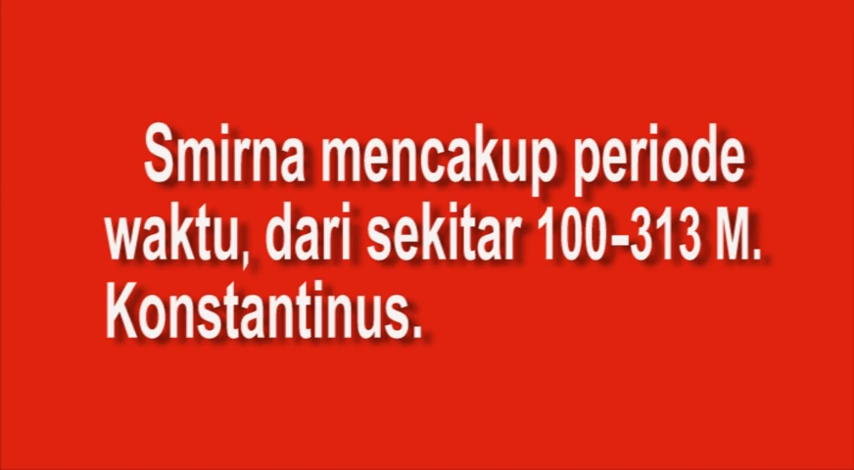 Smirna mencakup periode
waktu, dari sekitar 100-313 M.
Konstantinus.